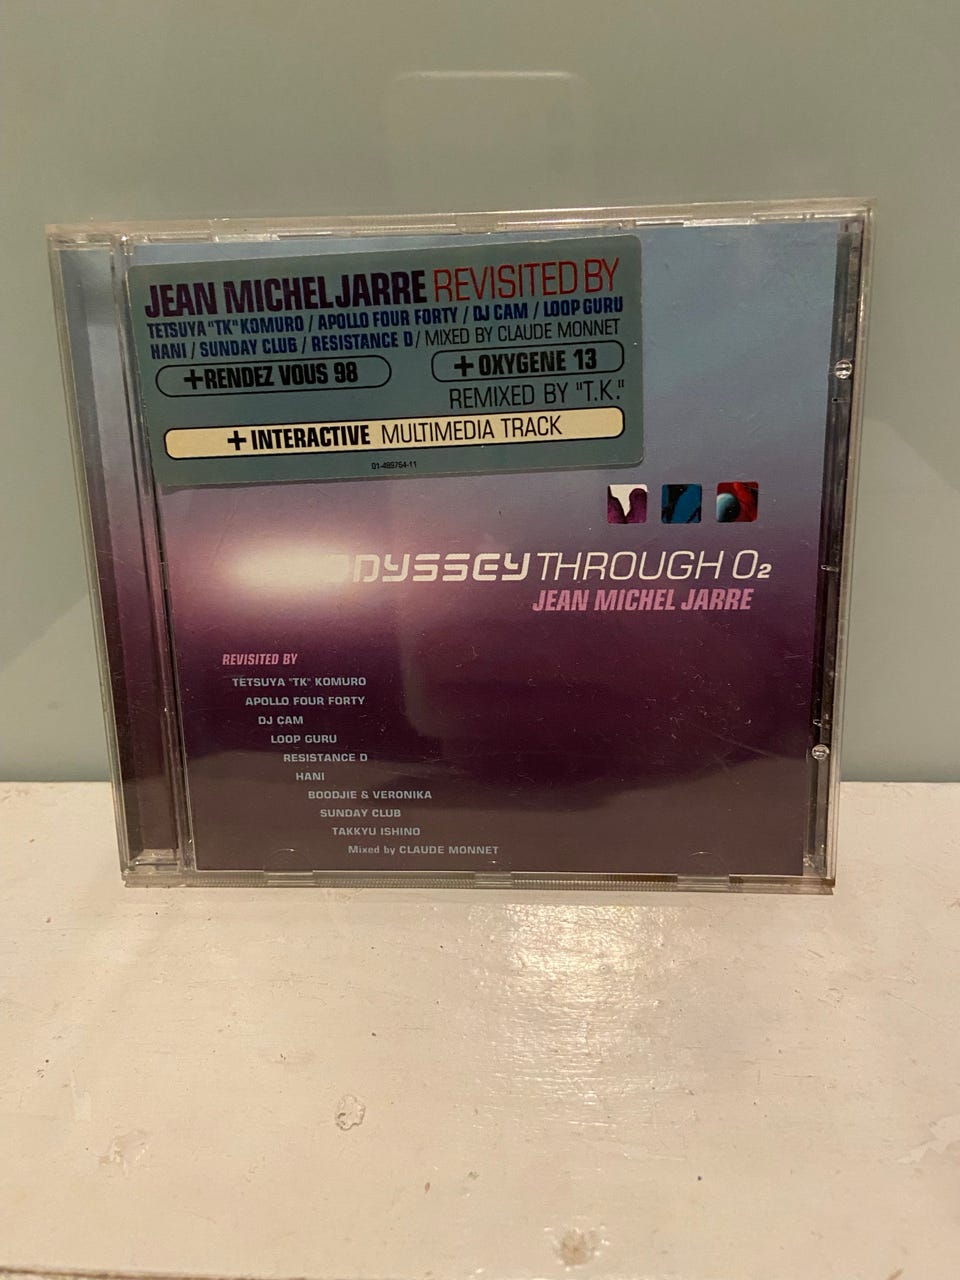 JEAN MICHEL JARRE REVISITED BY
TETSUYA "TK" KOMURO / APOLLO FOUR FORTY / DJ CAM / LOOP GURU
HANI / SUNDAY CLUB / RESISTANCE D / MIXED BY CLAUDE MONNET
+RENDEZ VOUS 98
+OXYGENE 13
REMIXED BY "T.K."
+INTERACTIVE MULTIMEDIA TRACK
01-489764-11
ODYSSEY THROUGH O2
JEAN MICHEL JARRE
REVISITED BY
TETSUYA "TK" KOMURO
APOLLO FOUR FORTY
DJ CAM
LOOP GURU
RESISTANCE D
HANI
BOODJIE & VERONIKA
SUNDAY CLUB
TAKKYU ISHINO
Mixed by CLAUDE MONNET